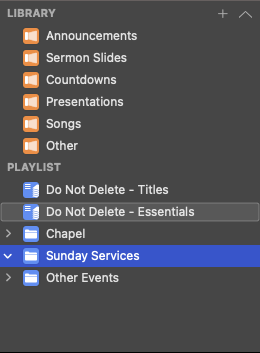 LIBRARY
Announcements
Sermon Slides
Countdowns
Presentations
Songs
Other
PLAYLIST
Do Not Delete - Titles
Do Not Delete - Essentials
Chapel
Sunday Services
Other Events